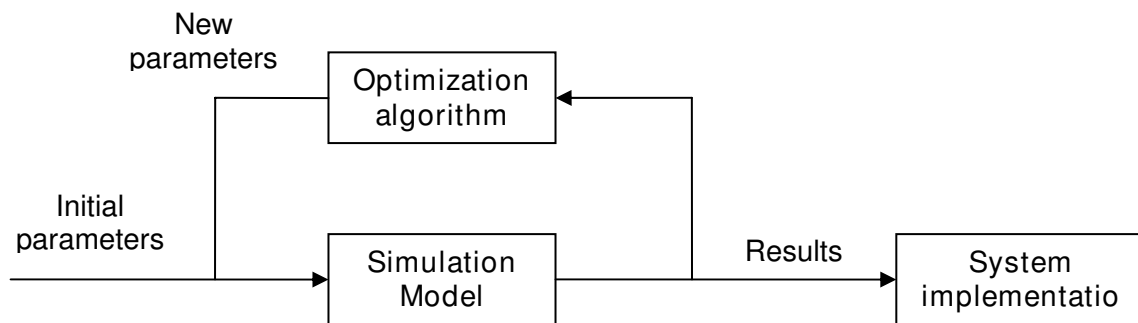 New
parameters
Optimization
algorithm
Initial
parameters
Simulation
Model
Results
System
implementatio